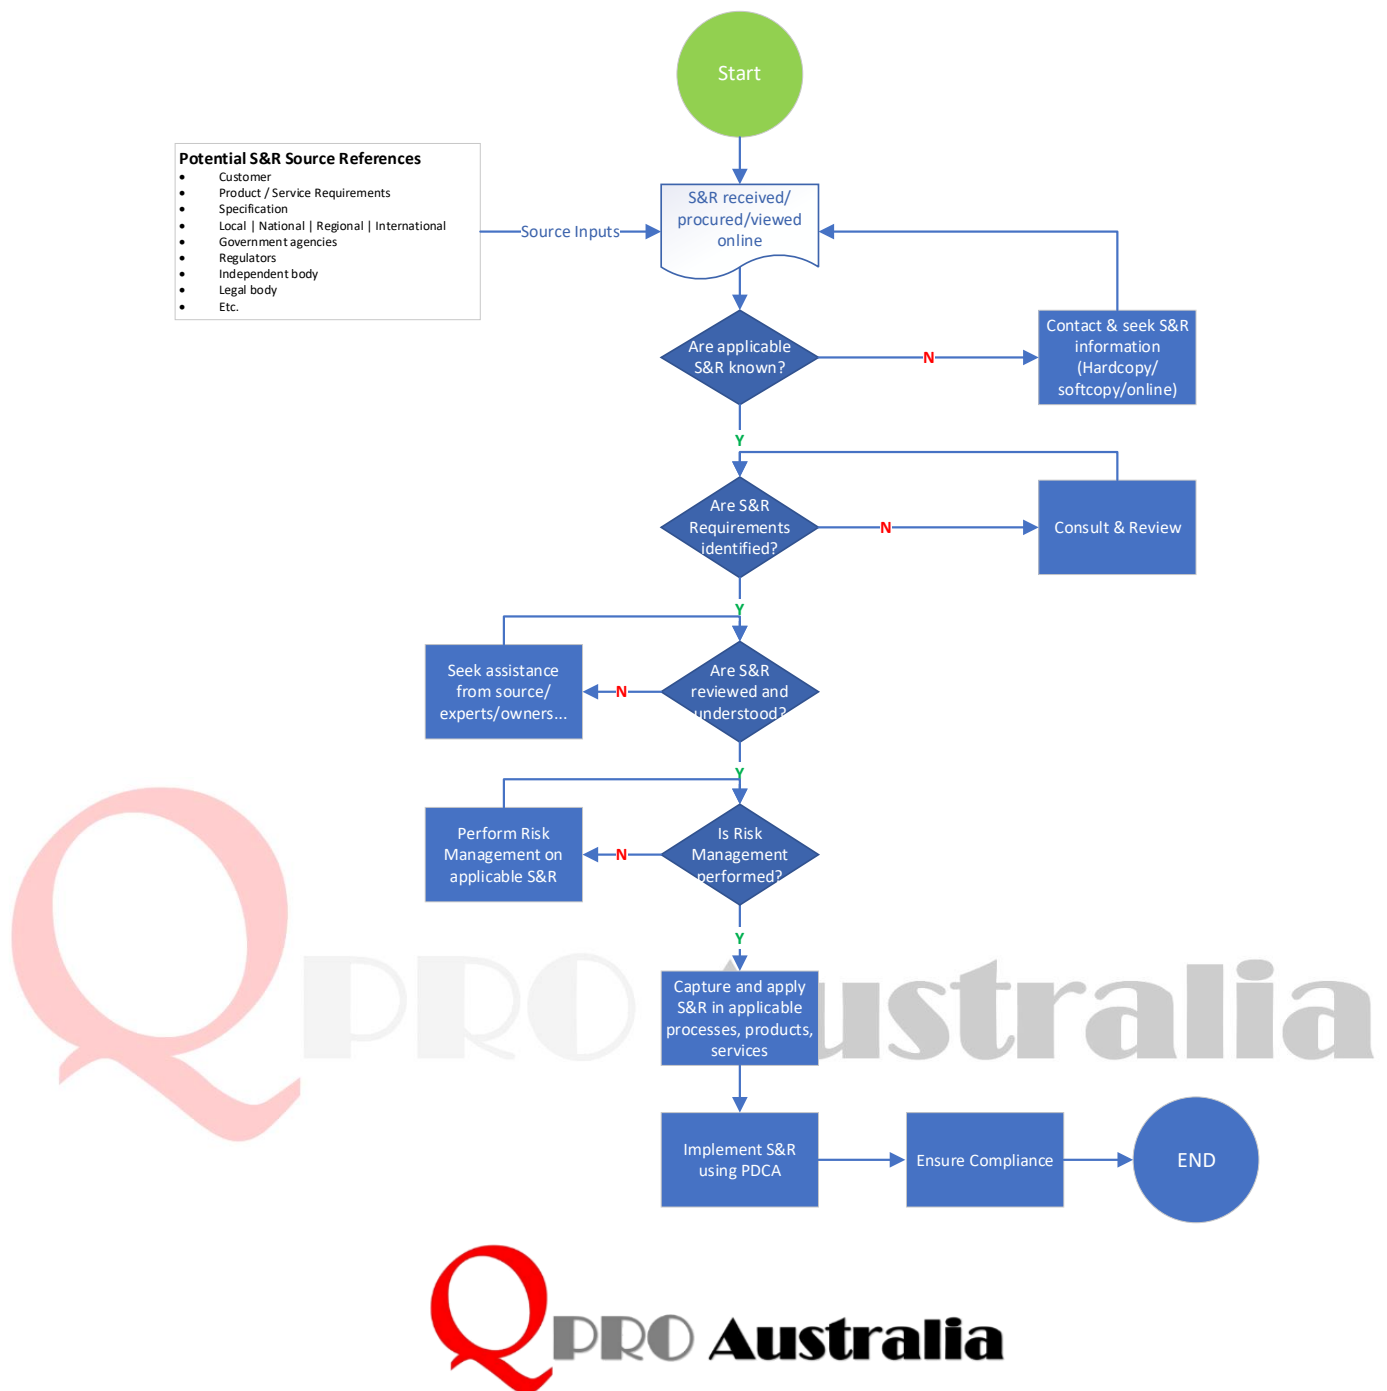 Start
Potential S&R Source References
• Customer
• Product / Service Requirements
• Specification
• Local | National | Regional | International
• Government agencies
• Regulators
• Independent body
• Legal body
• Etc.
Source Inputs
S&R received/
procured/viewed
online
Are applicable
S&R known?
N
Contact & seek S&R
information
(Hardcopy/
softcopy/online)
Y
Are S&R
Requirements
identified?
N
Consult & Review
Y
Seek assistance
from source/
experts/owners...
N
Are S&R
reviewed and
understood?
Y
Perform Risk
Management on
applicable S&R
N
Is Risk
Management
performed?
Y
Capture and apply
S&R in applicable
processes, products,
services
QPRO Australia
Implement S&R
using PDCA
Ensure Compliance
END
QPRO Australia